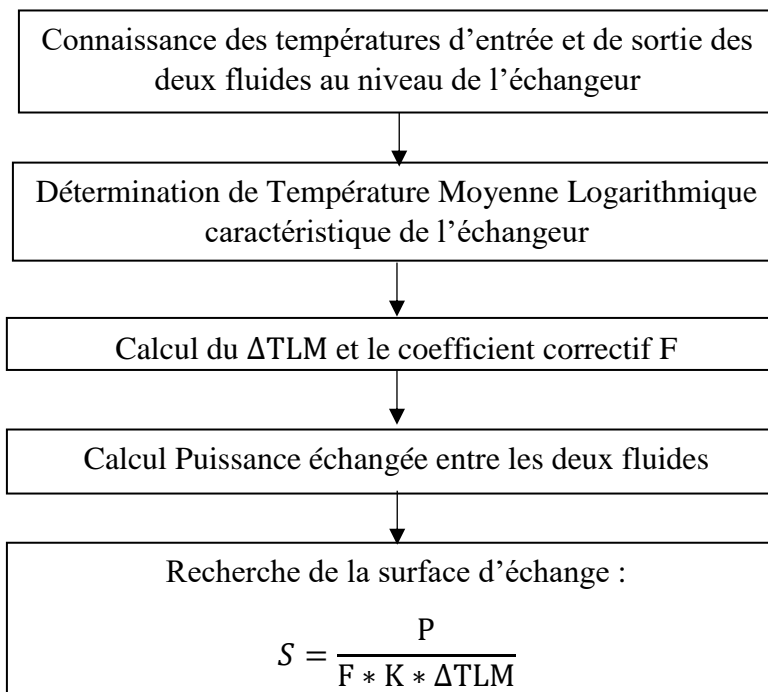 Connaissance des températures d’entrée et de sortie des
deux fluides au niveau de l’échangeur
Détermination de Température Moyenne Logarithmique
caractéristique de l’échangeur
Calcul du ΔTLM et le coefficient correctif F
Calcul Puissance échangée entre les deux fluides
Recherche de la surface d’échange :
S = P / (F ∗ K ∗ ΔTLM)